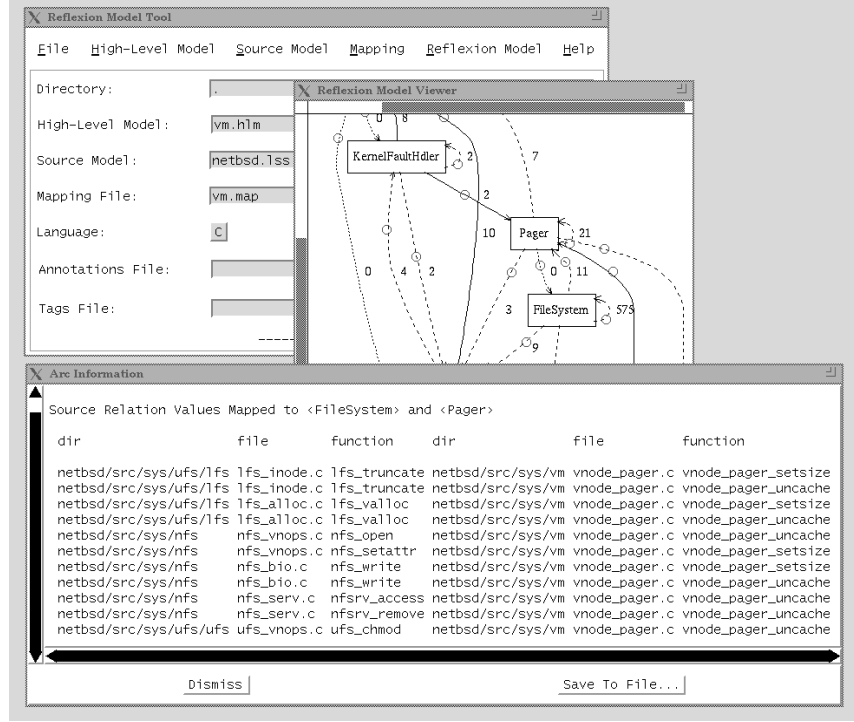 Reflexion Model Tool
File High-Level Model Source Model Mapping Reflexion Model Help
Directory: .
High-Level Model: vm.hlm
Source Model: netbsd.lss
Mapping File: vm.map
Language: C
Annotations File:
Tags File:
Reflexion Model Viewer
0 8
KernelFaultHdler 2 7
2
10 Pager 21
0 4 2 0 11
3 FileSystem 575
9
Arc Information
Source Relation Values Mapped to <FileSystem> and <Pager>
dir file function dir file function
netbsd/src/sys/ufs/lfs lfs_inode.c lfs_truncate netbsd/src/sys/vm vnode_pager.c vnode_pager_setsize
netbsd/src/sys/ufs/lfs lfs_inode.c lfs_truncate netbsd/src/sys/vm vnode_pager.c vnode_pager_uncache
netbsd/src/sys/ufs/lfs lfs_alloc.c lfs_valloc netbsd/src/sys/vm vnode_pager.c vnode_pager_setsize
netbsd/src/sys/ufs/lfs lfs_alloc.c lfs_valloc netbsd/src/sys/vm vnode_pager.c vnode_pager_uncache
netbsd/src/sys/nfs nfs_vnops.c nfs_open netbsd/src/sys/vm vnode_pager.c vnode_pager_uncache
netbsd/src/sys/nfs nfs_vnops.c nfs_setattr netbsd/src/sys/vm vnode_pager.c vnode_pager_setsize
netbsd/src/sys/nfs nfs_bio.c nfs_write netbsd/src/sys/vm vnode_pager.c vnode_pager_setsize
netbsd/src/sys/nfs nfs_bio.c nfs_write netbsd/src/sys/vm vnode_pager.c vnode_pager_uncache
netbsd/src/sys/nfs nfs_serv.c nfsrv_access netbsd/src/sys/vm vnode_pager.c vnode_pager_uncache
netbsd/src/sys/nfs nfs_serv.c nfsrv_remove netbsd/src/sys/vm vnode_pager.c vnode_pager_uncache
netbsd/src/sys/ufs/ufs ufs_vnops.c ufs_chmod netbsd/src/sys/vm vnode_pager.c vnode_pager_uncache
Dismiss Save To File...